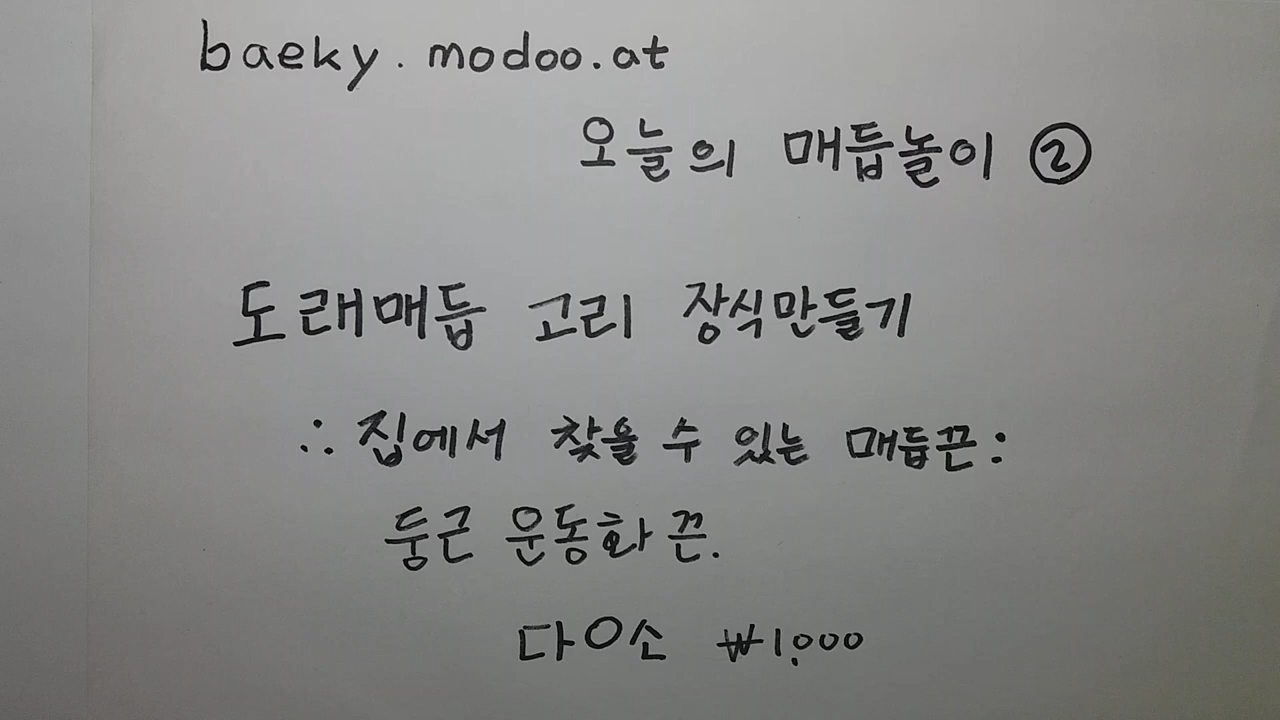 baeky.modoo.at
오늘의 매듭놀이 ②
도래매듭 고리 장식만들기
∴ 집에서 찾을 수 있는 매듭끈:
둥근 운동화 끈.
다O소 ₩1,000